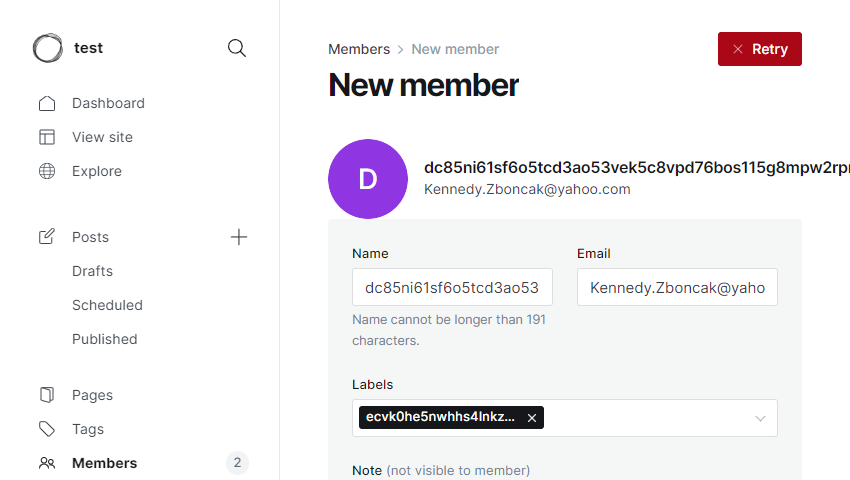 test
Dashboard
View site
Explore
Posts
Drafts
Scheduled
Published
Pages
Tags
Members 2
Members > New member
Retry
New member
D
dc85ni61sf6o5tcd3ao53vek5c8vpd76bos115g8mpw2rpr
Kennedy.Zboncak@yahoo.com
Name
dc85ni61sf6o5tcd3ao53
Name cannot be longer than 191
characters.
Email
Kennedy.Zboncak@yaho
Labels
ecvk0he5nwhhs4lnkz...
Note (not visible to member)